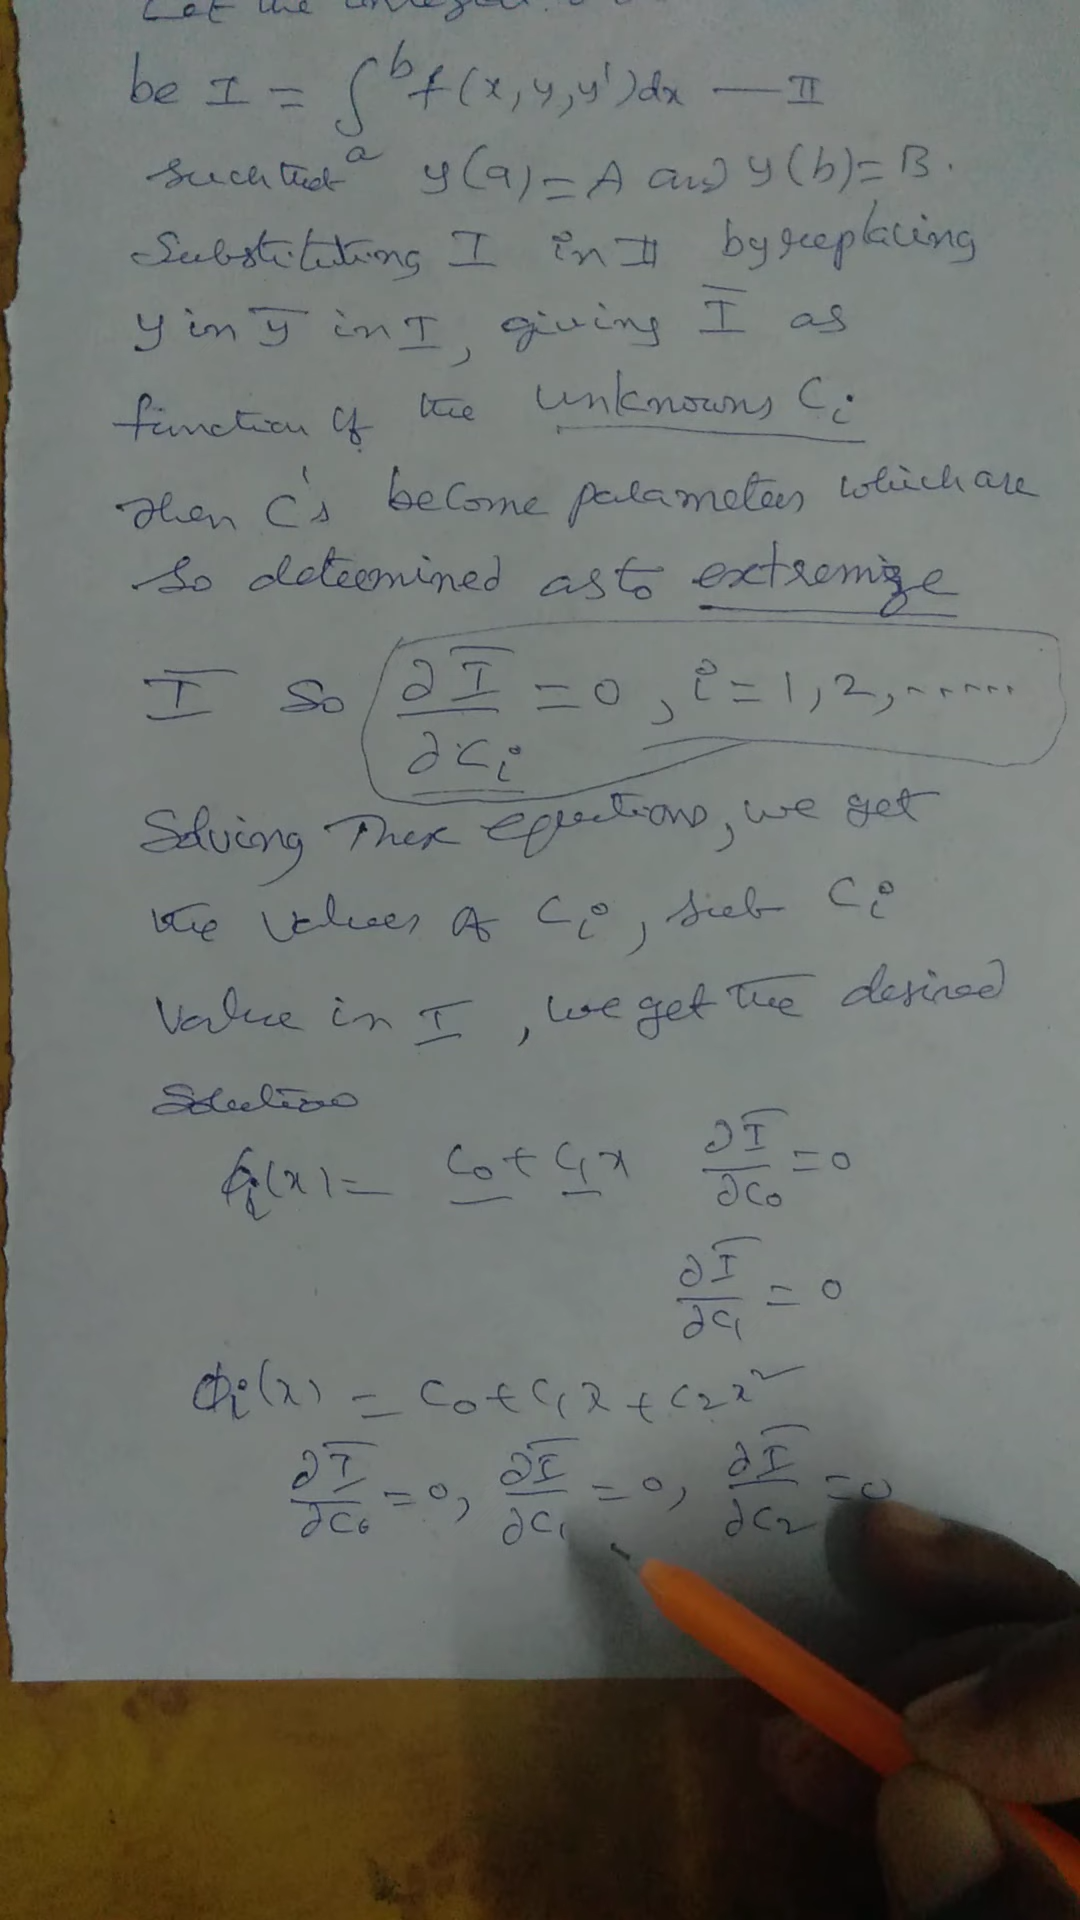 Let the
be I = ∫ₐᵇ f(x, y, y')dx — II
such that y(a) = A and y(b) = B.
Substituting I in II by replacing
y in y̅ in I, giving I̅ as
function of the unknowns Cᵢ
then C's become parameters which are
so determined as to extremize
I̅ so ∂I̅/∂Cᵢ = 0, i = 1, 2, ......
Solving these equations, we get
the values of Cᵢ, sub Cᵢ
value in I, we get the desired
solution
ϕᵢ(x) = C₀ + C₁x ∂I̅/∂C₀ = 0
∂I̅/∂C₁ = 0
ϕᵢ(x) = C₀ + C₁x + C₂x²
∂I̅/∂C₀ = 0, ∂I̅/∂C₁ = 0, ∂I̅/∂C₂ = 0